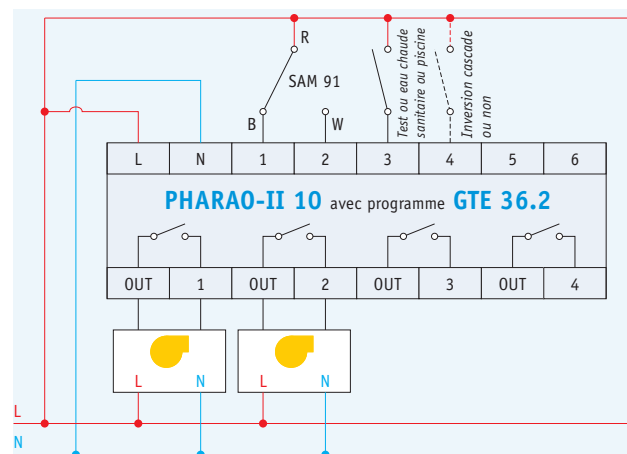 R
SAM 91
B
W
Test ou eau chaude
sanitaire ou piscine
Inversion cascade
ou non
L N 1 2 3 4 5 6
PHARAO-II 10 avec programme GTE 36.2
OUT 1 OUT 2 OUT 3 OUT 4
L N L N
L
N